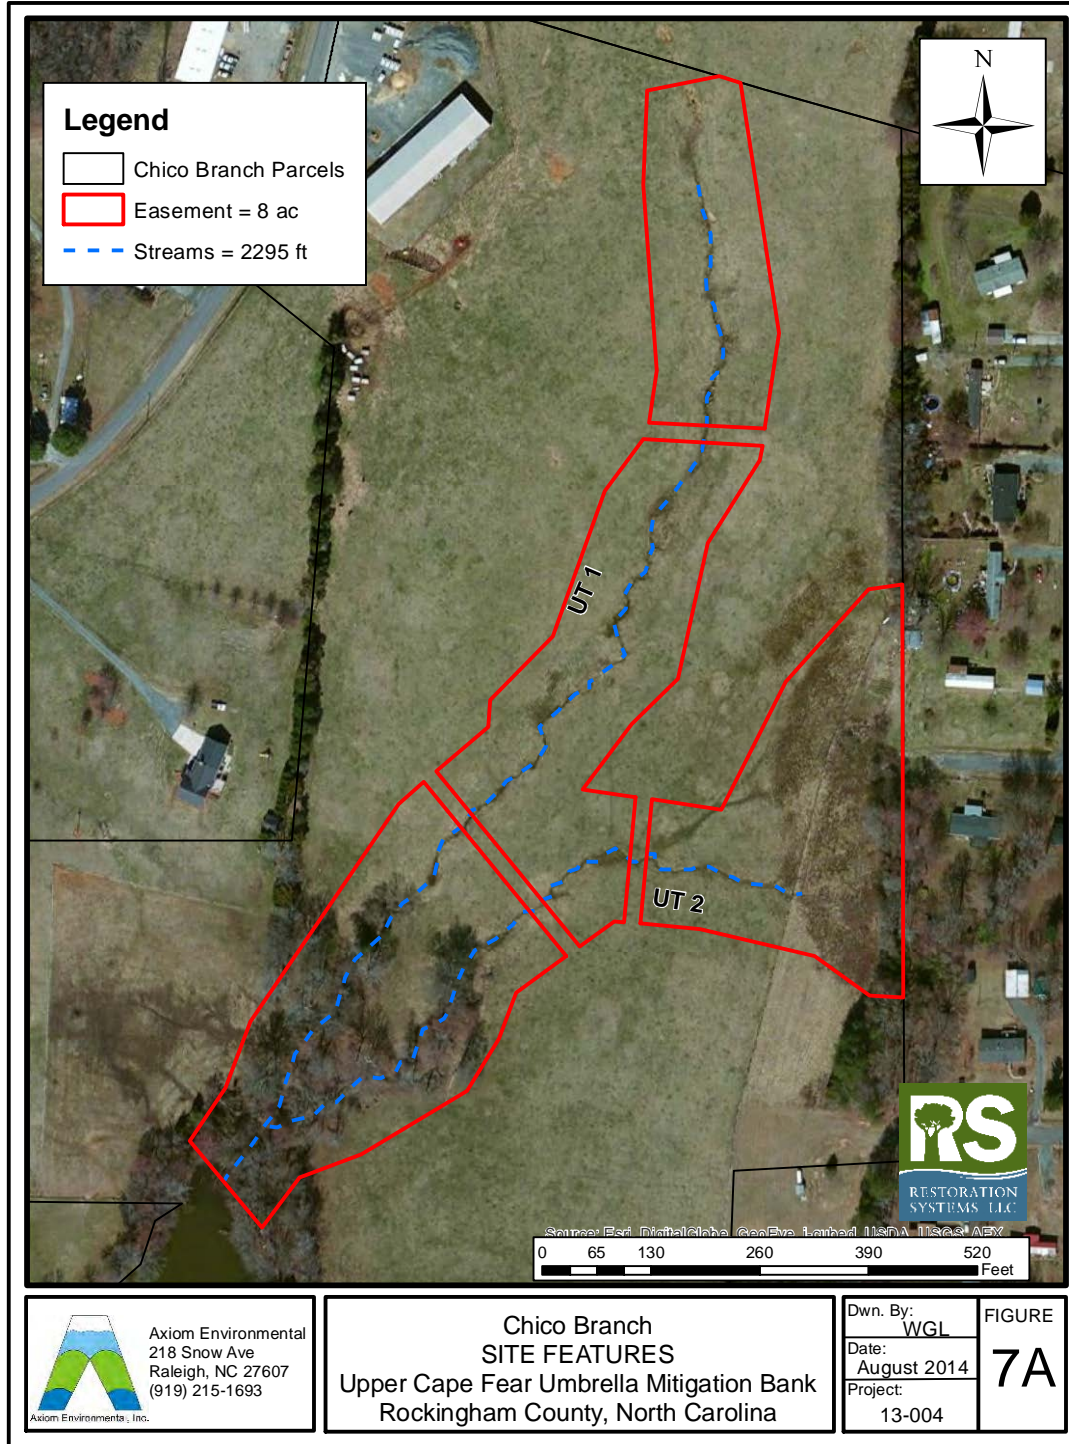 Legend
Chico Branch Parcels
Easement = 8 ac
Streams = 2295 ft
N
UT 1
UT 2
RS
RESTORATION
SYSTEMS LLC
Source: Esri, DigitalGlobe, GeoEye, i-cubed, USDA, USGS, AEX,
0 65 130 260 390 520
Feet
Axiom Environmental
218 Snow Ave
Raleigh, NC 27607
(919) 215-1693
Axiom Environmental, Inc.
Chico Branch
SITE FEATURES
Upper Cape Fear Umbrella Mitigation Bank
Rockingham County, North Carolina
Dwn. By:
WGL
Date:
August 2014
Project:
13-004
FIGURE
7A